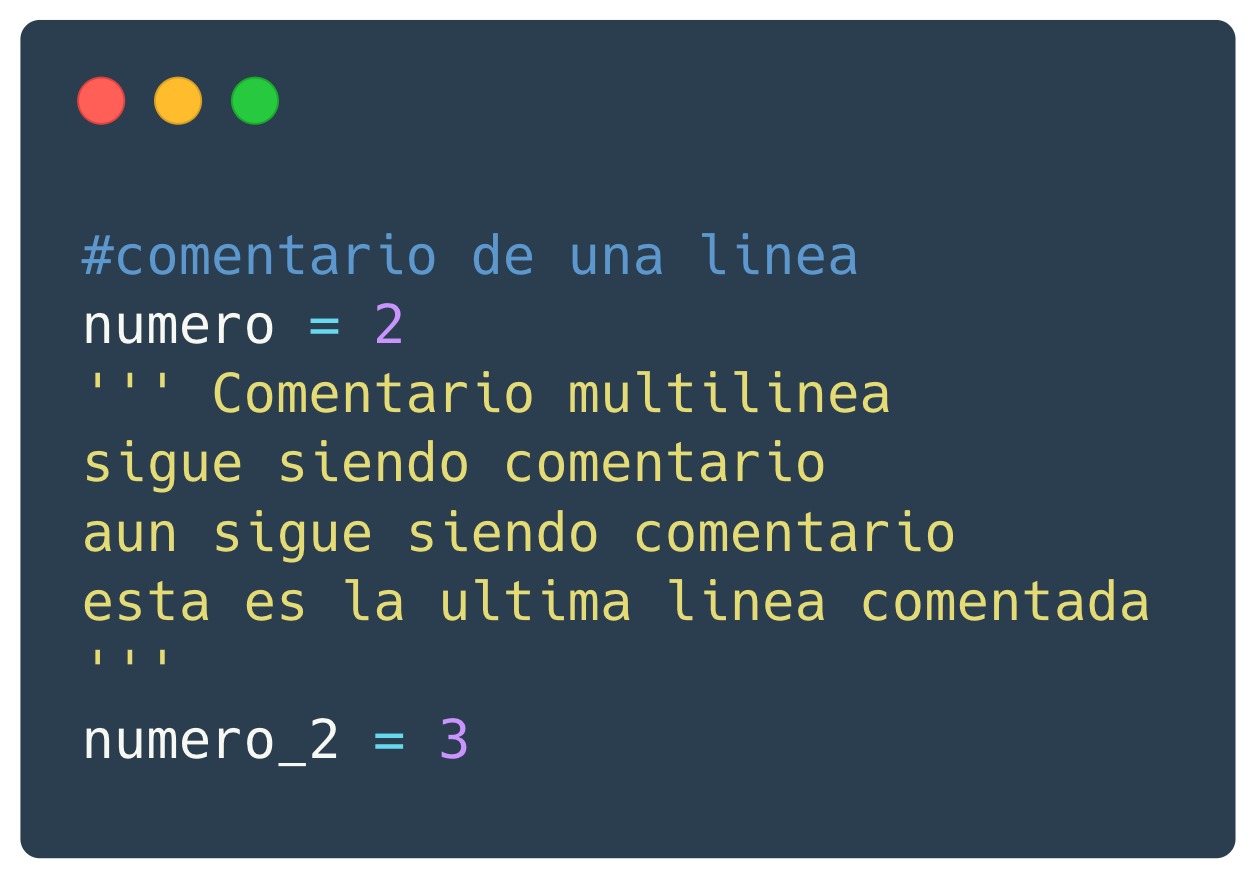 #comentario de una linea
numero = 2
''' Comentario multilinea
sigue siendo comentario
aun sigue siendo comentario
esta es la ultima linea comentada
'''
numero_2 = 3